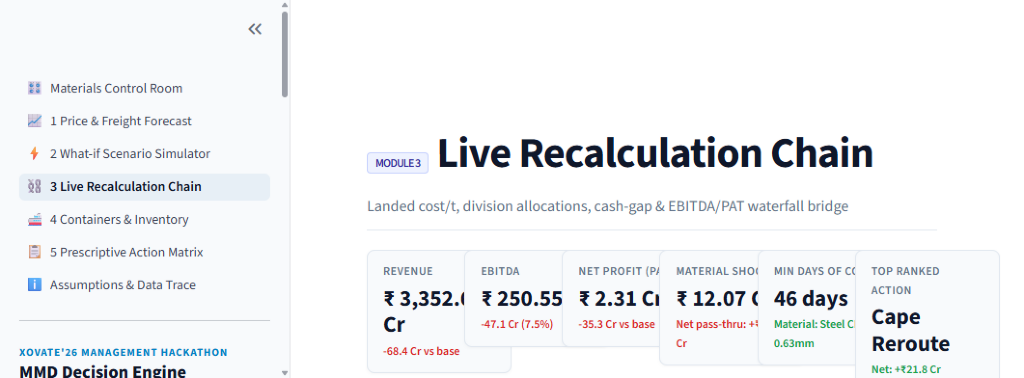 Materials Control Room
1 Price & Freight Forecast
2 What-if Scenario Simulator
3 Live Recalculation Chain
4 Containers & Inventory
5 Prescriptive Action Matrix
Assumptions & Data Trace
XOVATE'26 MANAGEMENT HACKATHON
MMD Decision Engine
MODULE3 Live Recalculation Chain
Landed cost/t, division allocations, cash-gap & EBITDA/PAT waterfall bridge
REVENUE
₹ 3,352.
Cr
-68.4 Cr vs base
EBITDA
₹ 250.55
-47.1 Cr (7.5%)
NET PROFIT (PA
₹ 2.31 Cr
-35.3 Cr vs base
MATERIAL SHO
₹ 12.07
Net pass-thru: +₹
Cr
MIN DAYS OF CO
46 days
Material: Steel C
0.63mm
TOP RANKED
ACTION
Cape
Reroute
Net: +₹21.8 Cr